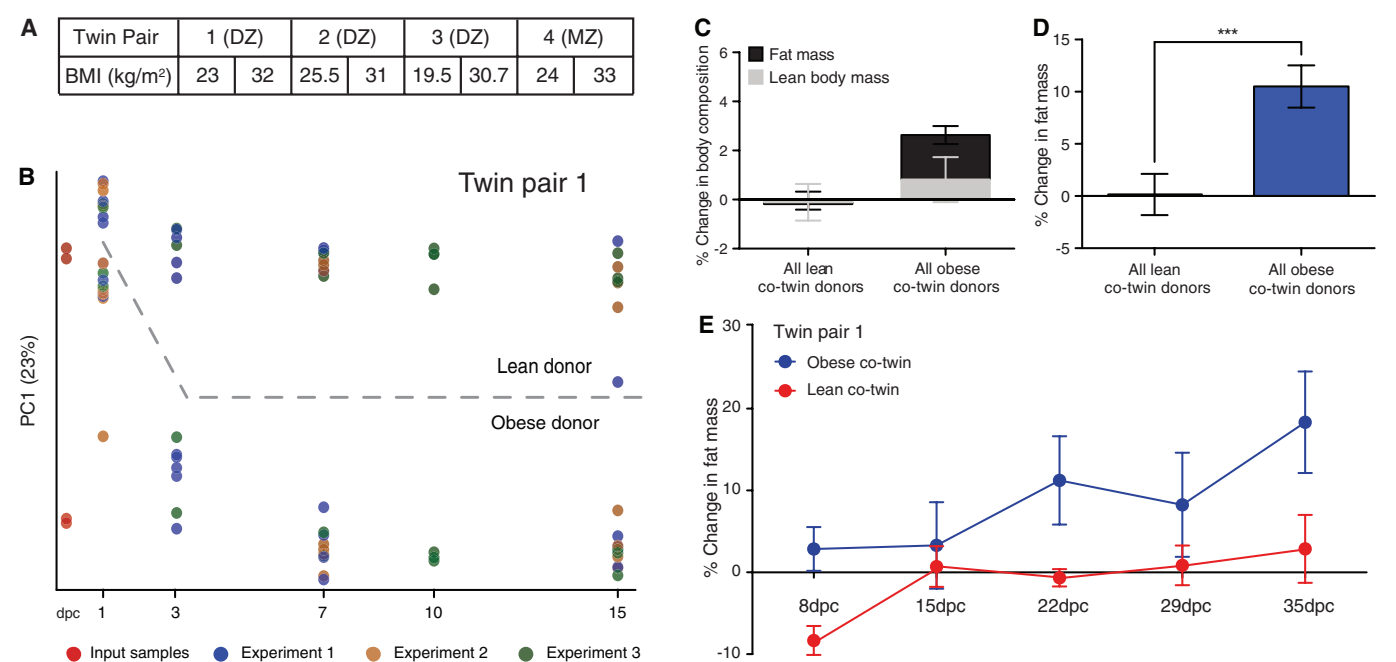 A
Twin Pair 1 (DZ) 2 (DZ) 3 (DZ) 4 (MZ)
BMI (kg/m²) 23 32 25.5 31 19.5 30.7 24 33
B
Twin pair 1
PC1 (23%)
Lean donor
Obese donor
dpc 1 3 7 10 15
Input samples Experiment 1 Experiment 2 Experiment 3
C
% Change in body composition
6
4
2
0
-2
Fat mass
Lean body mass
All lean
co-twin donors
All obese
co-twin donors
D
% Change in fat mass
15
10
5
0
-5
***
All lean
co-twin donors
All obese
co-twin donors
E
Twin pair 1
Obese co-twin
Lean co-twin
% Change in fat mass
30
20
10
0
-10
8dpc 15dpc 22dpc 29dpc 35dpc